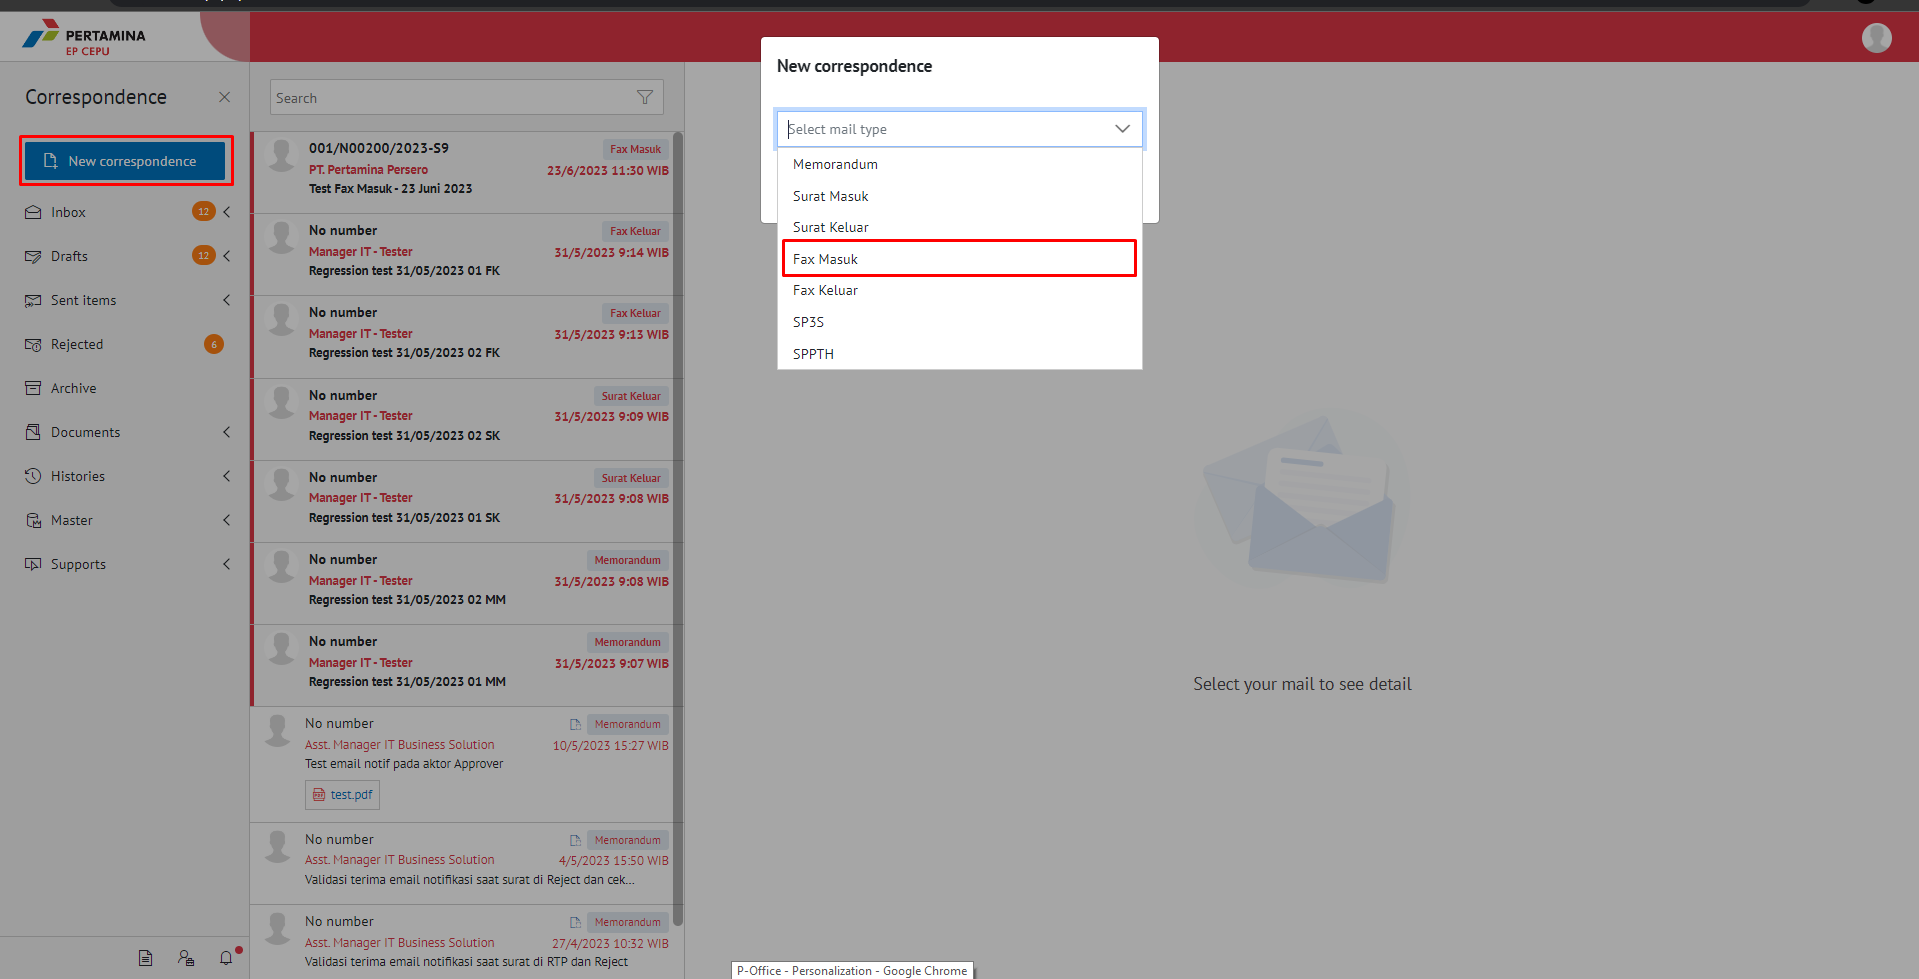 PERTAMINA
EP CEPU
Correspondence
New correspondence
Inbox 12
Drafts 12
Sent items
Rejected 6
Archive
Documents
Histories
Master
Supports
Search
001/N00200/2023-S9 Fax Masuk
PT. Pertamina Persero 23/6/2023 11:30 WIB
Test Fax Masuk - 23 Juni 2023
No number Fax Keluar
Manager IT - Tester 31/5/2023 9:14 WIB
Regression test 31/05/2023 01 FK
No number Fax Keluar
Manager IT - Tester 31/5/2023 9:13 WIB
Regression test 31/05/2023 02 FK
No number Surat Keluar
Manager IT - Tester 31/5/2023 9:09 WIB
Regression test 31/05/2023 02 SK
No number Surat Keluar
Manager IT - Tester 31/5/2023 9:08 WIB
Regression test 31/05/2023 01 SK
No number Memorandum
Manager IT - Tester 31/5/2023 9:08 WIB
Regression test 31/05/2023 02 MM
No number Memorandum
Manager IT - Tester 31/5/2023 9:07 WIB
Regression test 31/05/2023 01 MM
No number Memorandum
Asst. Manager IT Business Solution 10/5/2023 15:27 WIB
Test email notif pada aktor Approver
test.pdf
No number Memorandum
Asst. Manager IT Business Solution 4/5/2023 15:50 WIB
Validasi terima email notifikasi saat surat di Reject dan cek...
No number Memorandum
Asst. Manager IT Business Solution 27/4/2023 10:32 WIB
Validasi terima email notifikasi saat surat di RTP dan Reject
New correspondence
Select mail type
Memorandum
Surat Masuk
Surat Keluar
Fax Masuk
Fax Keluar
SP3S
SPPTH
Select your mail to see detail
P-Office - Personalization - Google Chrome